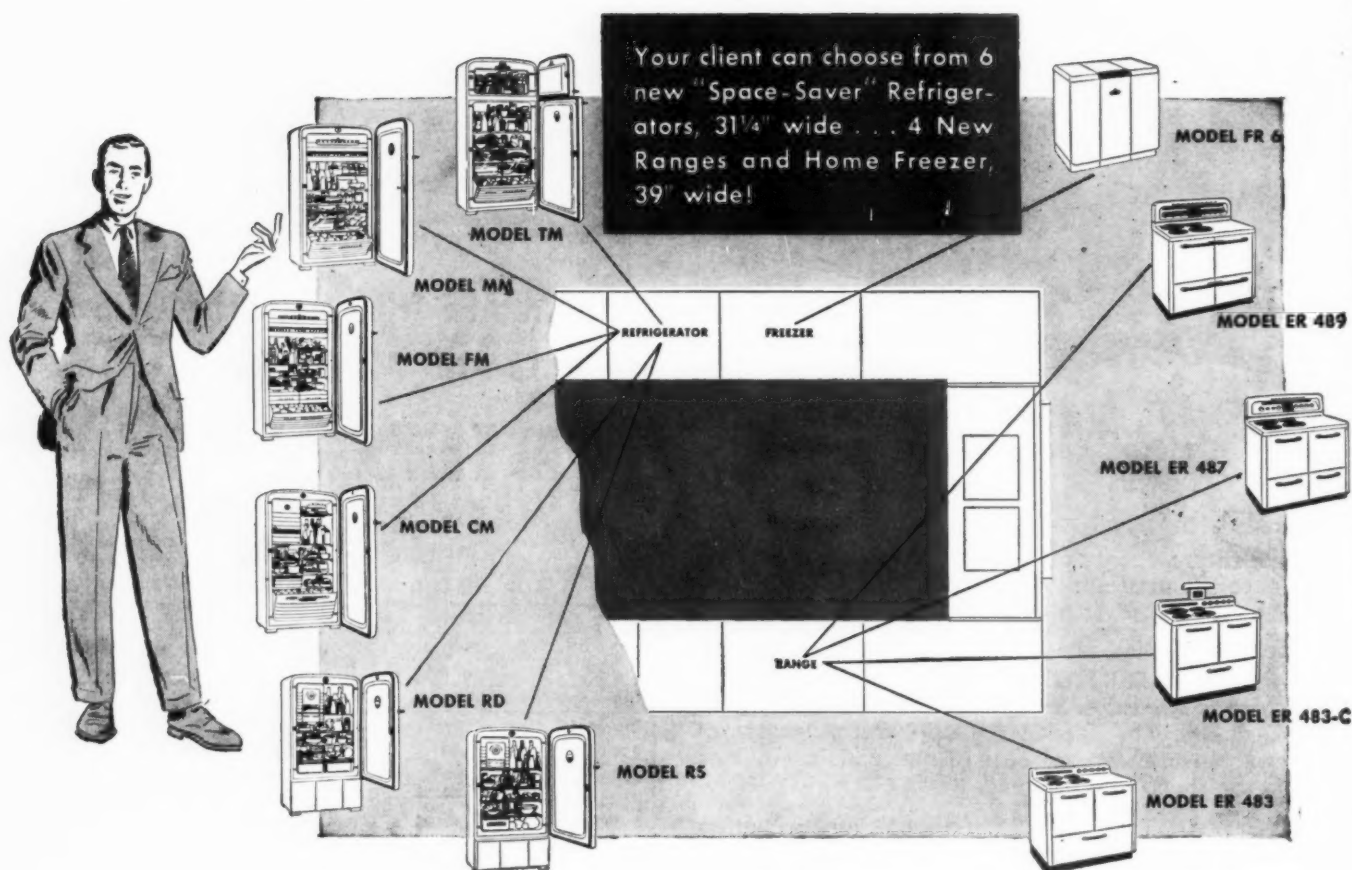 Your client can choose from 6
new "Space-Saver" Refriger-
ators, 31¼" wide . . . 4 New
Ranges and Home Freezer,
39" wide!
MODEL TM
MODEL MM
MODEL FM
MODEL CM
MODEL RD
MODEL RS
REFRIGERATOR
FREEZER
RANGE
MODEL FR 6
MODEL ER 489
MODEL ER 487
MODEL ER 483-C
MODEL ER 483